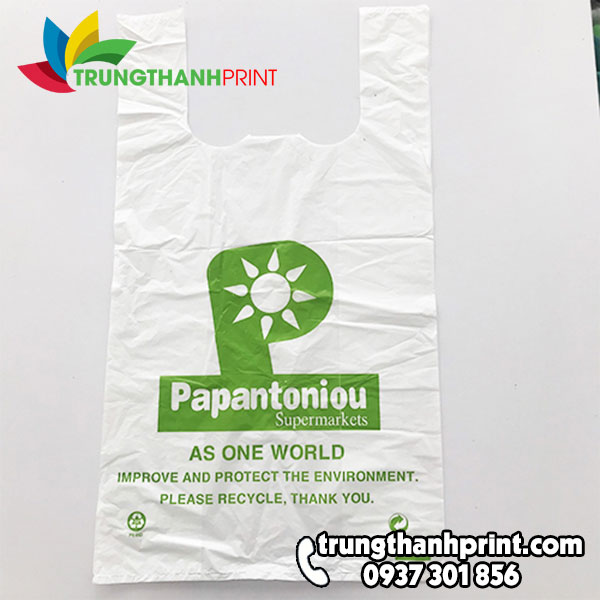 TRUNGTHANHPRINT
Papantoniou
Supermarkets
AS ONE WORLD
IMPROVE AND PROTECT THE ENVIRONMENT.
PLEASE RECYCLE, THANK YOU.
trungthanhprint.com
0937 301 856